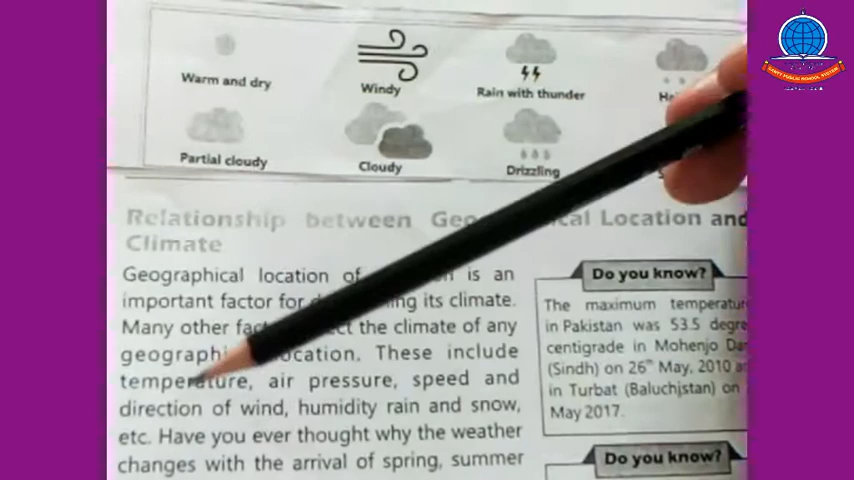 Warm and dry
Windy
Rain with thunder
Partial cloudy
Cloudy
Drizzling
Relationship between Location and
Climate
Geographical location of is an
important factor for its climate.
Many other the climate of any
These include
temperature, air pressure, speed and
direction of wind, humidity rain and snow,
etc. Have you ever thought why the weather
changes with the arrival of spring, summer
Do you know?
The maximum
in Pakistan was 53.5
centigrade in Mohenjo
(Sindh) on 26th May, 2010
in Turbat (Baluchistan) on
May 2017.
Do you know?